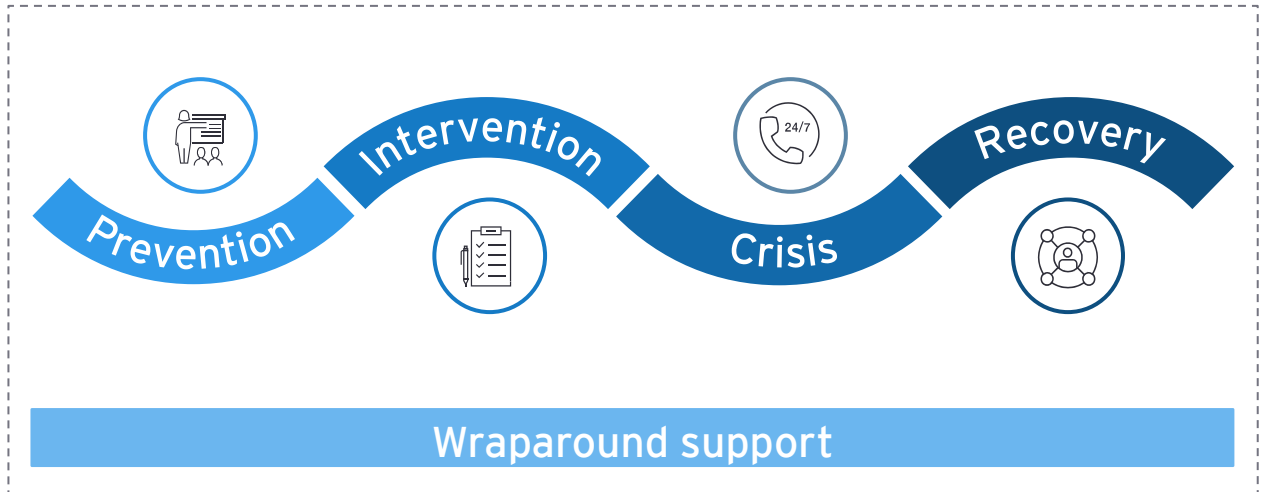 Prevention
Intervention
24/7
Crisis
Recovery
Wraparound support